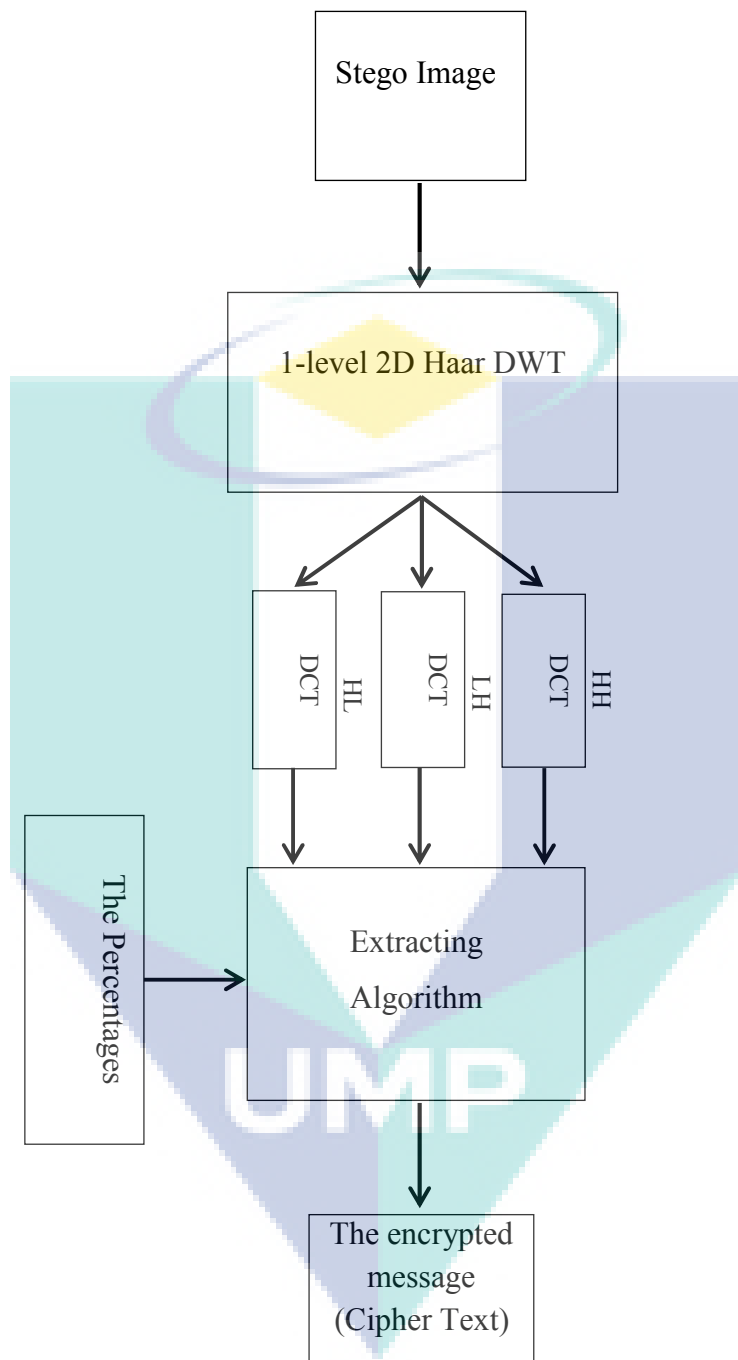 Stego Image
1-level 2D Haar DWT
DCT
HL
DCT
LH
DCT
HH
The Percentages
Extracting
Algorithm
UMP
The encrypted
message
(Cipher Text)